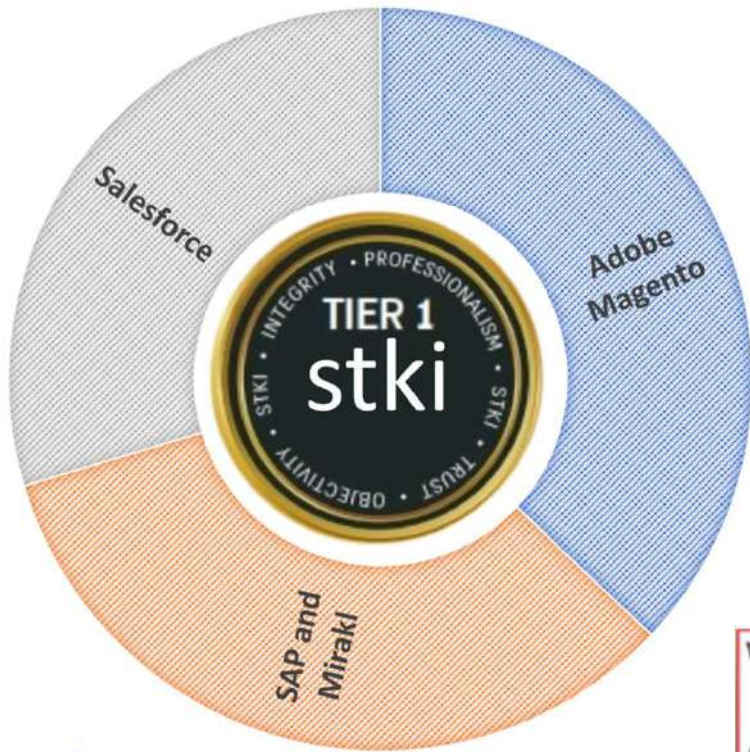 Salesforce
Adobe
Magento
INTEGRITY • PROFESSIONALISM • STKI • TRUST • OBJECTIVITY • STKI •
TIER 1
stki
SAP and
Mirakl